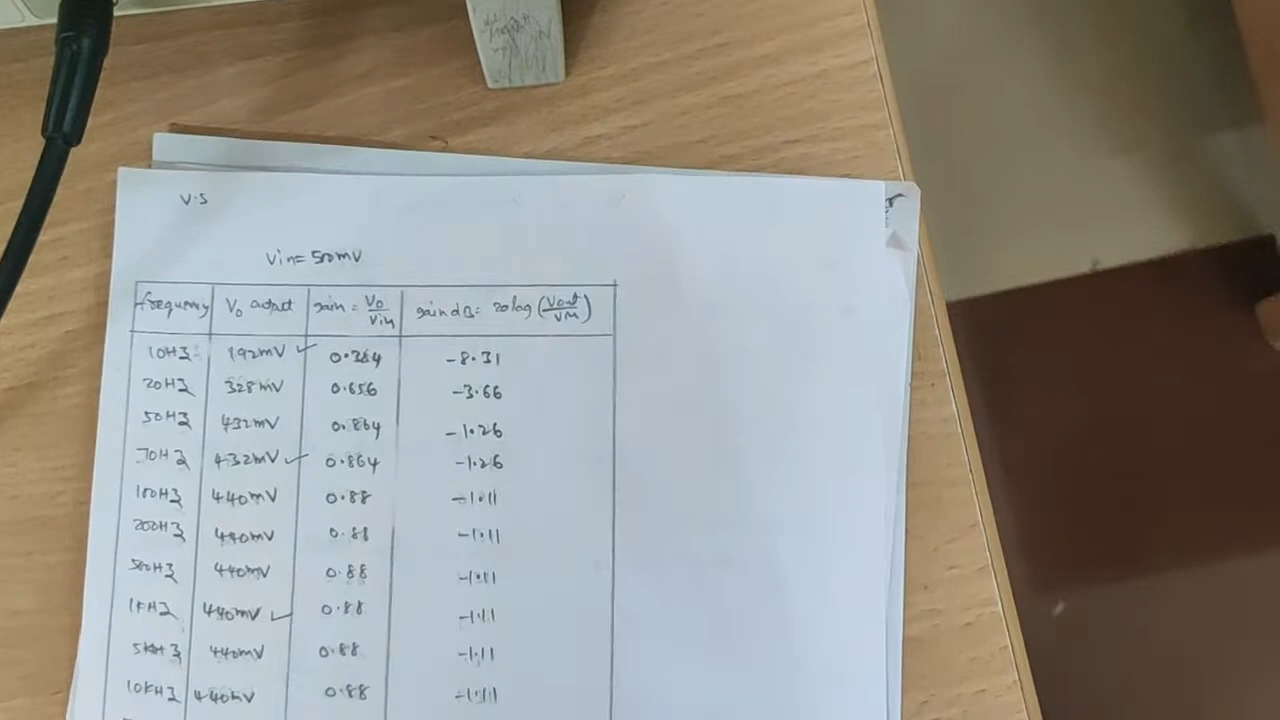 V.S
Vin= 500mV
frequency V₀ output gain = V₀/Vin gain dB = 20log (Vout/Vin)
10Hz 192mV ✓ 0.384 -8.31
20Hz 328mV 0.656 -3.66
50Hz 432mV 0.864 -1.26
70Hz 432mV ✓ 0.864 -1.26
100Hz 440mV 0.88 -1.11
200Hz 440mV 0.88 -1.11
500Hz 440mV 0.88 -1.11
1KHz 440mV ✓ 0.88 -1.11
5KHz 440mV 0.88 -1.11
10KHz 440mV 0.88 -1.11